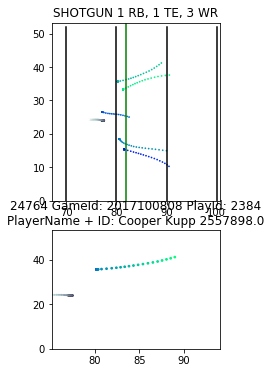 SHOTGUN 1 RB, 1 TE, 3 WR
50
40
30
20
10
0
70 80 90 100
24764 GameId: 2017100808 PlayId: 2384
PlayerName + ID: Cooper Kupp 2557898.0
40
20
0
80 85 90